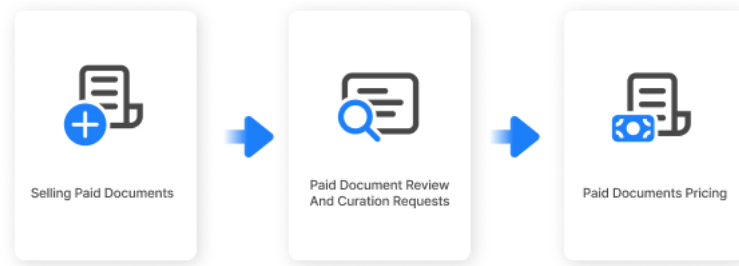 Selling Paid Documents
Paid Document Review
And Curation Requests
Paid Documents Pricing